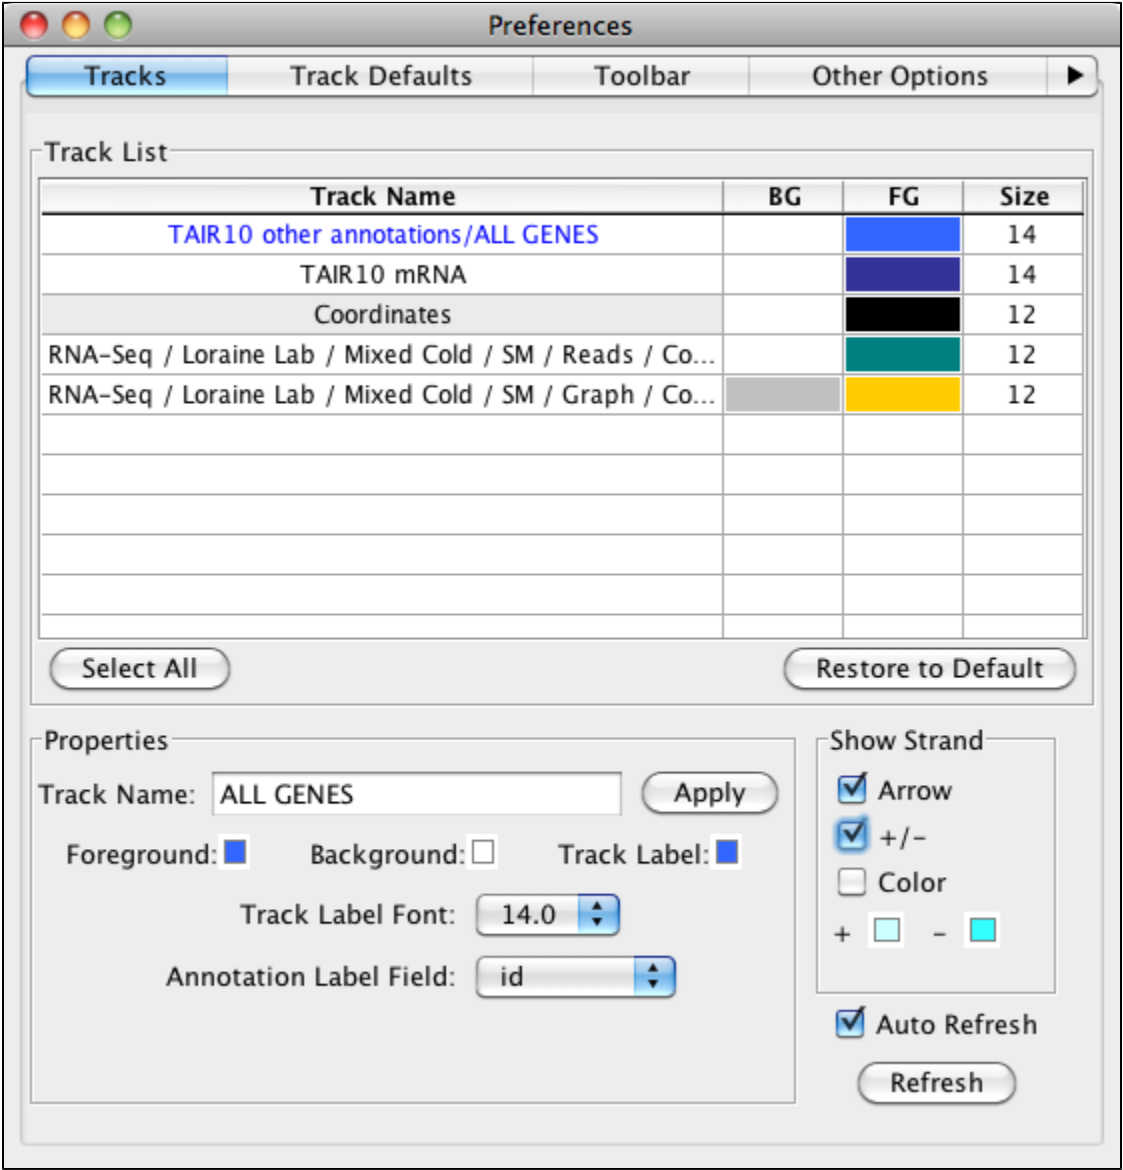 Preferences
Tracks Track Defaults Toolbar Other Options
Track List
Track Name BG FG Size
TAIR10 other annotations/ALL GENES 14
TAIR10 mRNA 14
Coordinates 12
RNA-Seq / Loraine Lab / Mixed Cold / SM / Reads / Co... 12
RNA-Seq / Loraine Lab / Mixed Cold / SM / Graph / Co... 12
Select All Restore to Default
Properties Show Strand
Track Name: ALL GENES Apply Arrow
+/-
Foreground: Background: Track Label:
Color
Track Label Font: 14.0
+ -
Annotation Label Field: id
Auto Refresh
Refresh